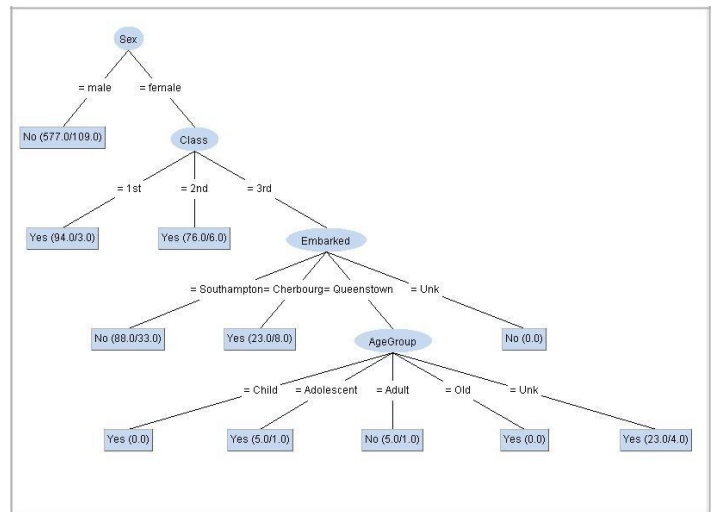 Sex
= male
= female
No (577.0/109.0)
Class
= 1st
= 2nd
= 3rd
Yes (94.0/3.0)
Yes (76.0/6.0)
Embarked
= Southampton= Cherbourg= Queenstown
= Unk
No (88.0/33.0)
Yes (23.0/8.0)
AgeGroup
No (0.0)
= Child
= Adolescent
= Adult
= Old
= Unk
Yes (0.0)
Yes (5.0/1.0)
No (5.0/1.0)
Yes (0.0)
Yes (23.0/4.0)